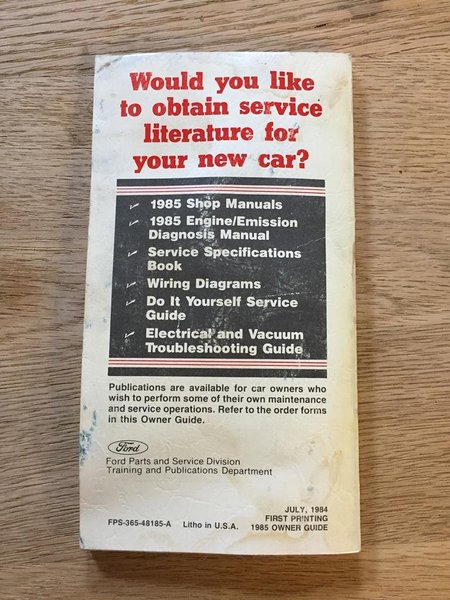 Would you like
to obtain service
literature for
your new car?
1985 Shop Manuals
1985 Engine/Emission
Diagnosis Manual
Service Specifications
Book
Wiring Diagrams
Do It Yourself Service
Guide
Electrical and Vacuum
Troubleshooting Guide
Publications are available for car owners who
wish to perform some of their own maintenance
and service operations. Refer to the order forms
in this Owner Guide.
Ford
Ford Parts and Service Division
Training and Publications Department
JULY, 1984
FIRST PRINTING
FPS-365-48185-A Litho in U.S.A. 1985 OWNER GUIDE